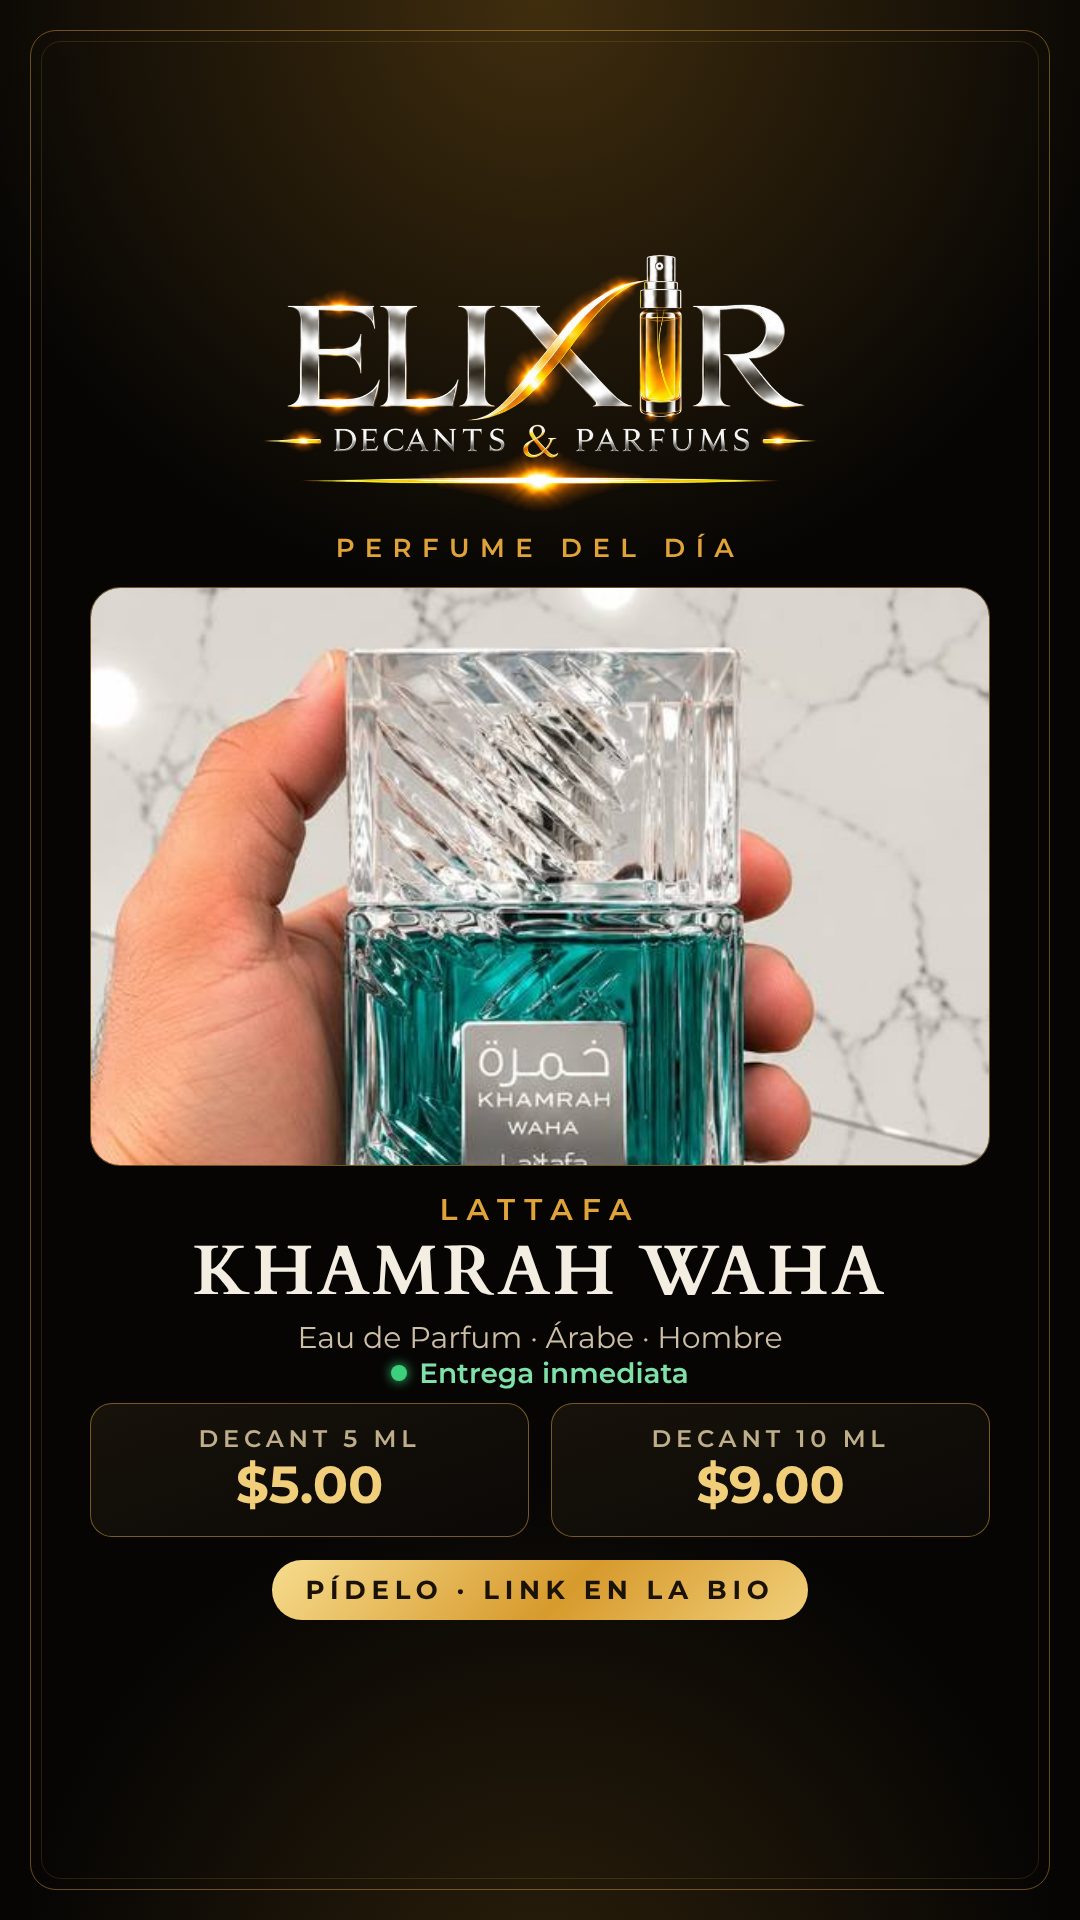 ELIXIR
DECANTS & PARFUMS
PERFUME DEL DÍA
خمرة
KHAMRAH
WAHA
Lattafa
LATTAFA
KHAMRAH WAHA
Eau de Parfum · Árabe · Hombre
Entrega inmediata
DECANT 5 ML
$5.00
DECANT 10 ML
$9.00
PÍDELO · LINK EN LA BIO